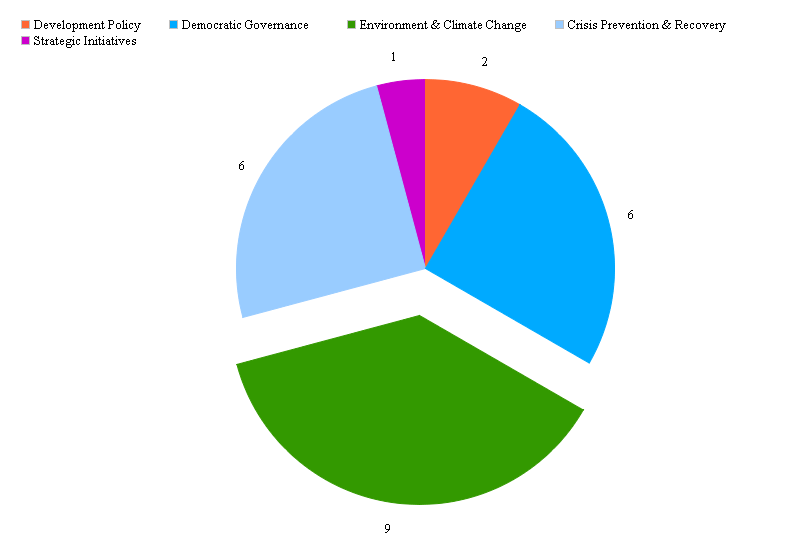 Development Policy Democratic Governance Environment & Climate Change Crisis Prevention & Recovery
Strategic Initiatives
1
2
6
6
9